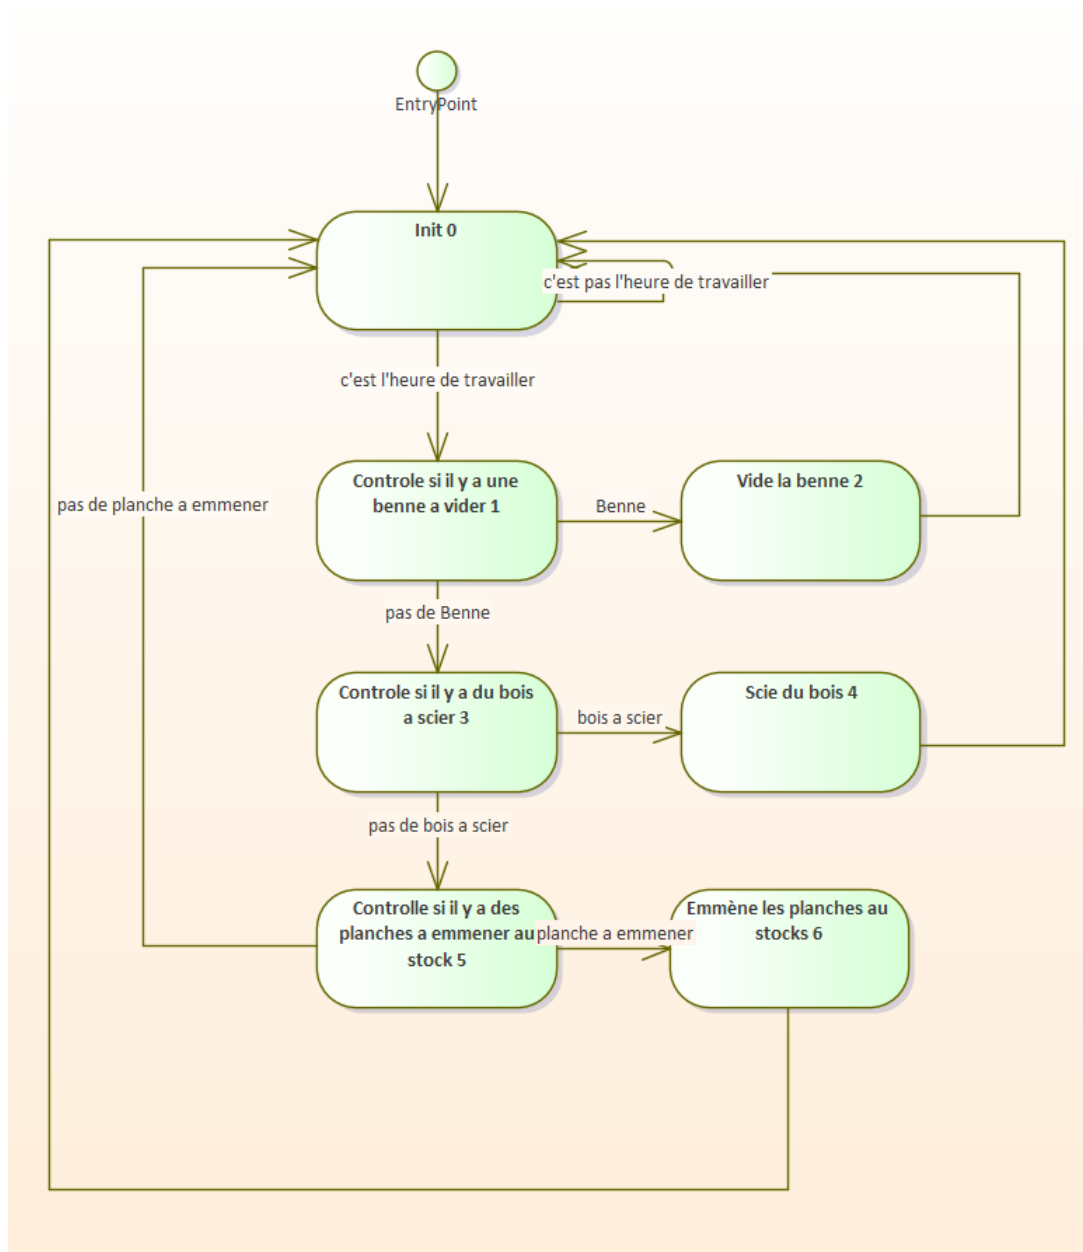 EntryPoint
Init 0
c'est pas l'heure de travailler
c'est l'heure de travailler
Controle si il y a une
benne a vider 1
Benne
Vide la benne 2
pas de planche a emmener
pas de Benne
Controle si il y a du bois
a scier 3
bois a scier
Scie du bois 4
pas de bois a scier
Controlle si il y a des
planches a emmener au
stock 5
planche a emmener
Emmène les planches au
stocks 6